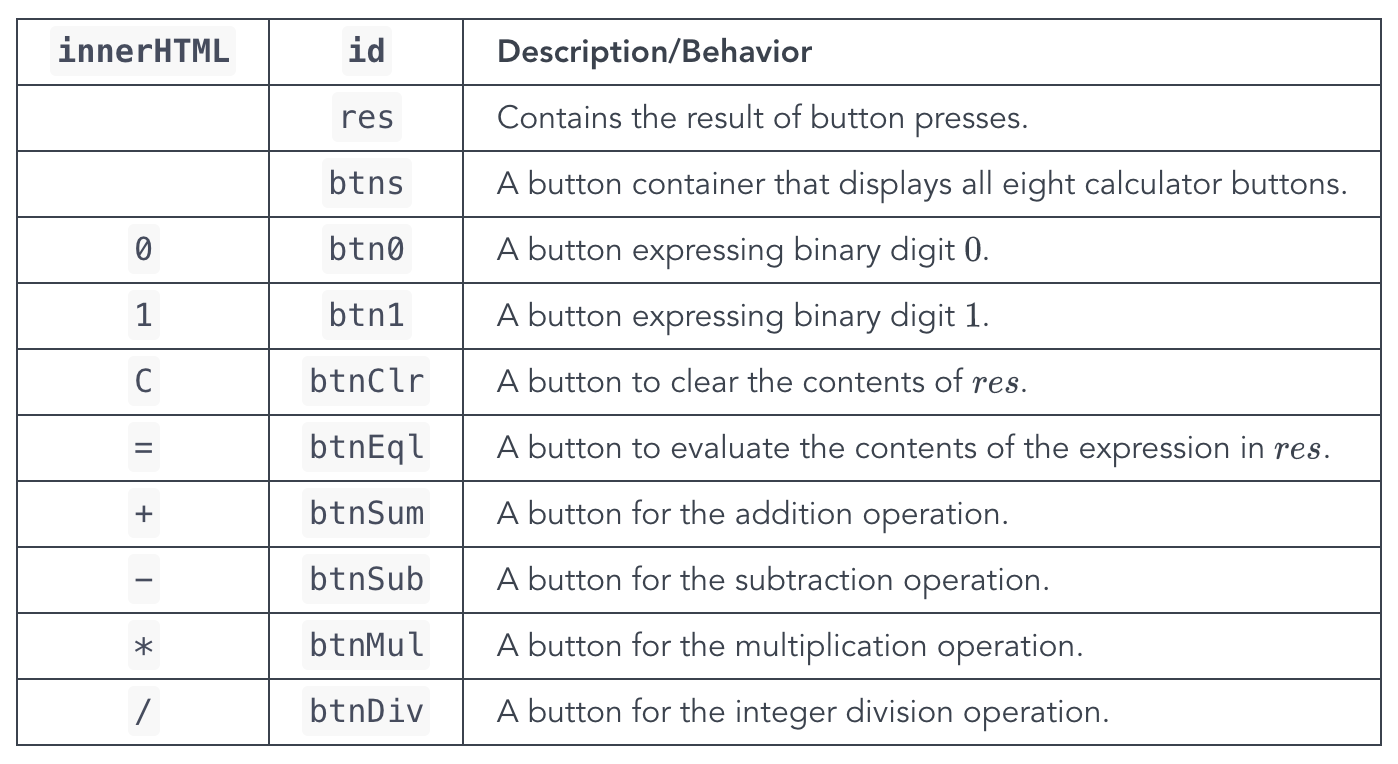 innerHTML id Description/Behavior
res Contains the result of button presses.
btns A button container that displays all eight calculator buttons.
0 btn0 A button expressing binary digit 0.
1 btn1 A button expressing binary digit 1.
C btnClr A button to clear the contents of res.
= btnEql A button to evaluate the contents of the expression in res.
+ btnSum A button for the addition operation.
- btnSub A button for the subtraction operation.
* btnMul A button for the multiplication operation.
/ btnDiv A button for the integer division operation.